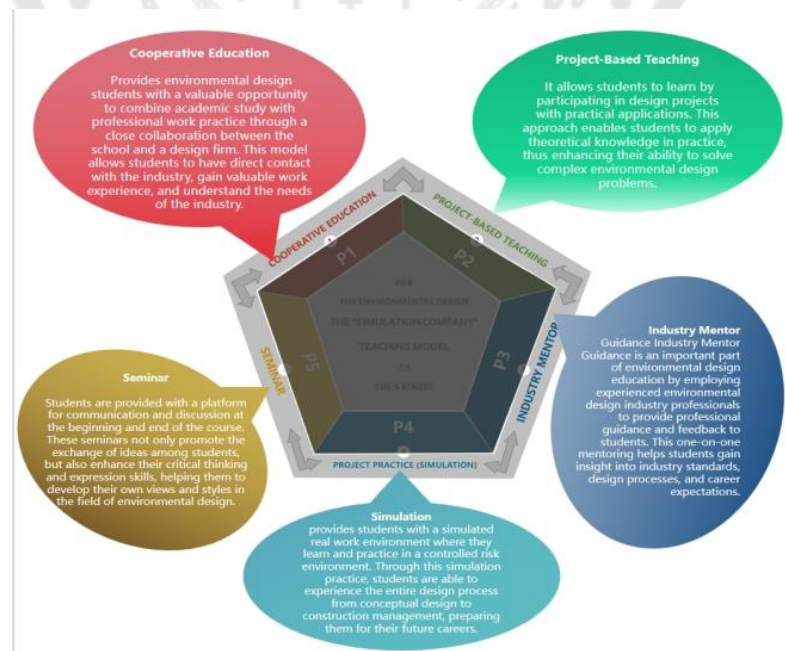 Cooperative Education
Provides environmental design
students with a valuable opportunity
to combine academic study with
professional work practice through a
close collaboration between the
school and a design firm. This model
allows students to have direct contact
with the industry, gain valuable work
experience, and understand the needs
of the industry.
Project-Based Teaching
It allows students to learn by
participating in design projects
with practical applications. This
approach enables students to apply
theoretical knowledge in practice,
thus enhancing their ability to solve
complex environmental design
problems.
COOPERATIVE EDUCATION
P1
PROJECT-BASED TEACHING
P2
FOR
THE ENVIRONMENTAL DESIGN
THE "SIMULATION COMPANY"
TEACHING MODEL
OF
THE 5 STAGES
INDUSTRY MENTOR
P3
SEMINAR
P5
P4
PROJECT PRACTICE (SIMULATION)
Industry Mentor
Guidance Industry Mentor
Guidance is an important part
of environmental design
education by employing
experienced environmental
design industry professionals
to provide professional
guidance and feedback to
students. This one-on-one
mentoring helps students gain
insight into industry standards,
design processes, and career
expectations.
Seminar
Students are provided with a platform
for communication and discussion at
the beginning and end of the course.
These seminars not only promote the
exchange of ideas among students,
but also enhance their critical thinking
and expression skills, helping them to
develop their own views and styles in
the field of environmental design.
Simulation
provides students with a simulated
real work environment where they
learn and practice in a controlled risk
environment. Through this simulation
practice, students are able to
experience the entire design process
from conceptual design to
construction management, preparing
them for their future careers.